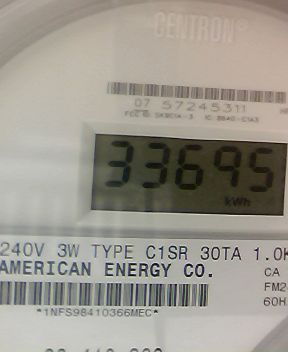 CENTRON®
07 57245311
33695
kWh
240V 3W TYPE C1SR 30TA 1.0K
AMERICAN ENERGY CO.
CA
FM2
60H
*1NFS98410366MEC*